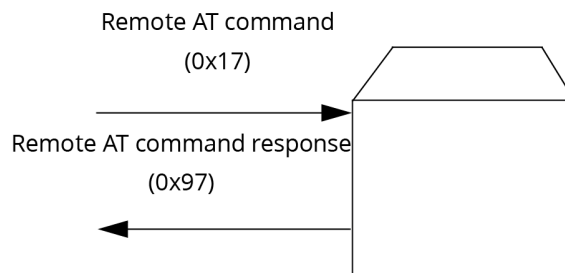 Remote AT command
(0x17)
Remote AT command response
(0x97)